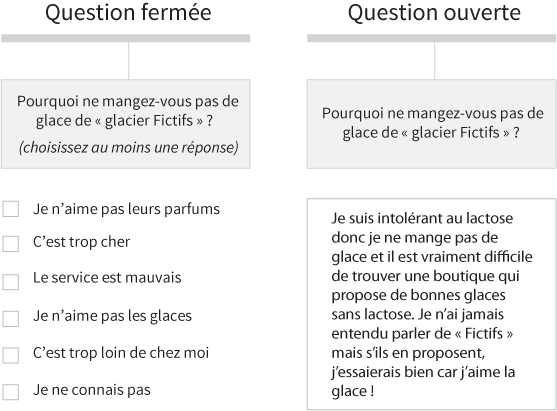 Question fermée
Pourquoi ne mangez-vous pas de
glace de « glacier Fictifs » ?
(choisissez au moins une réponse)
Je n’aime pas leurs parfums
C’est trop cher
Le service est mauvais
Je n’aime pas les glaces
C’est trop loin de chez moi
Je ne connais pas
Question ouverte
Pourquoi ne mangez-vous pas de
glace de « glacier Fictifs » ?
Je suis intolérant au lactose
donc je ne mange pas de
glace et il est vraiment difficile
de trouver une boutique qui
propose de bonnes glaces
sans lactose. Je n’ai jamais
entendu parler de « Fictifs »
mais s’ils en proposent,
j’essaierais bien car j’aime la
glace !